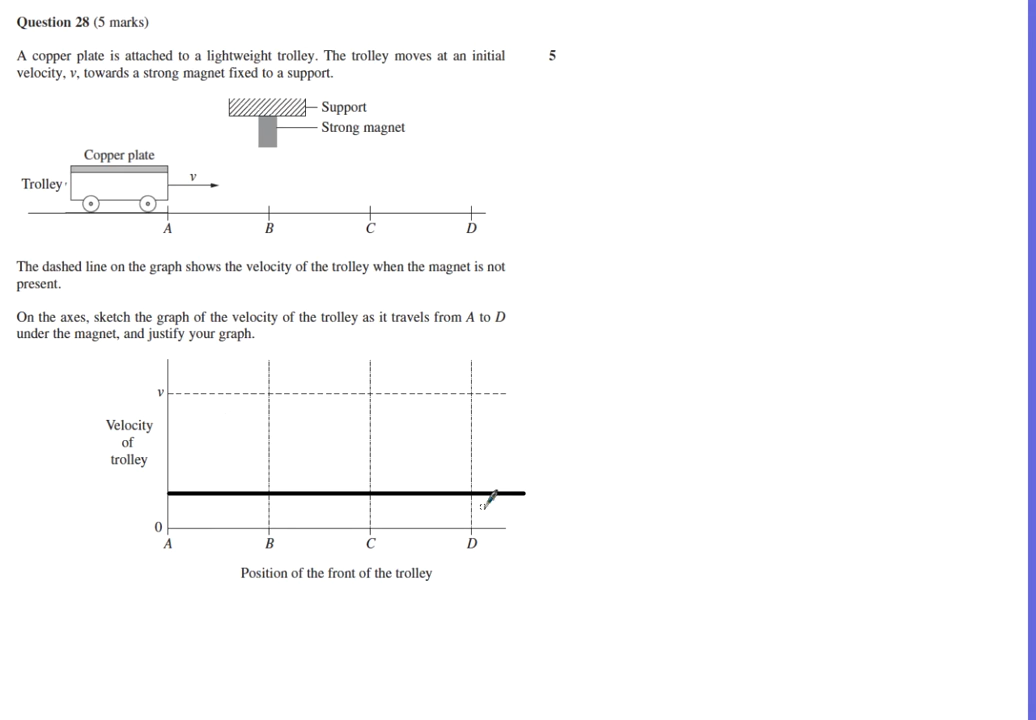 Question 28 (5 marks)
A copper plate is attached to a lightweight trolley. The trolley moves at an initial 5
velocity, v, towards a strong magnet fixed to a support.
Support
Strong magnet
Copper plate
v
Trolley
A B C D
The dashed line on the graph shows the velocity of the trolley when the magnet is not
present.
On the axes, sketch the graph of the velocity of the trolley as it travels from A to D
under the magnet, and justify your graph.
v
Velocity
of
trolley
0
A B C D
Position of the front of the trolley